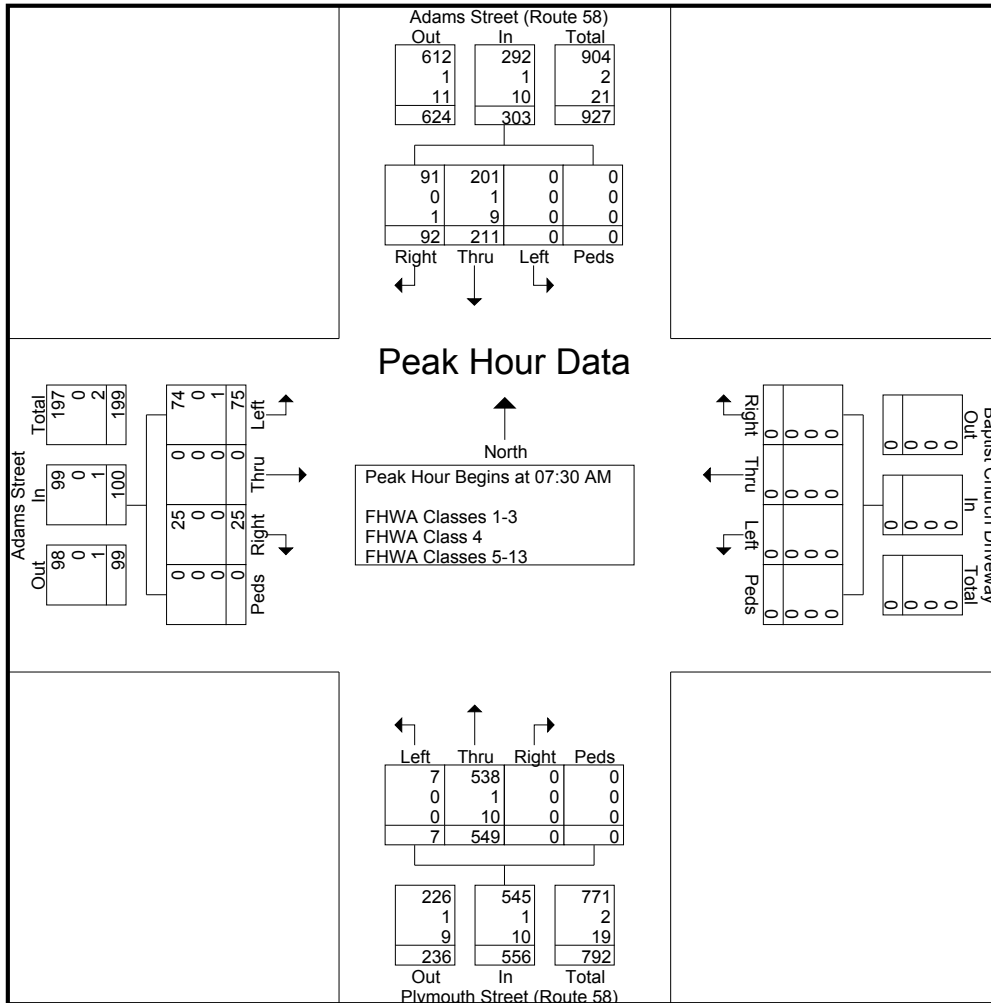 Adams Street (Route 58)
Out In Total
612 292 904
1 1 2
11 10 21
624 303 927
91 201 0 0
0 1 0 0
1 9 0 0
92 211 0 0
Right Thru Left Peds
Peak Hour Data
North
Peak Hour Begins at 07:30 AM
FHWA Classes 1-3
FHWA Class 4
FHWA Classes 5-13
Adams Street
Out In Total
98 99 197
0 0 0
1 1 2
99 100 199
25 0 74
0 0 0 0
0 0 0 1
0 25 0 75
Peds Right Thru Left
Baptist Church Driveway
Out In Total
0 0 0
0 0 0
0 0 0
0 0 0
0 0 0 0
0 0 0 0
0 0 0 0
0 0 0 0
Right Thru Left Peds
Left Thru Right Peds
7 538 0 0
0 1 0 0
0 10 0 0
7 549 0 0
226 545 771
1 1 2
9 10 19
236 556 792
Out In Total
Plymouth Street (Route 58)